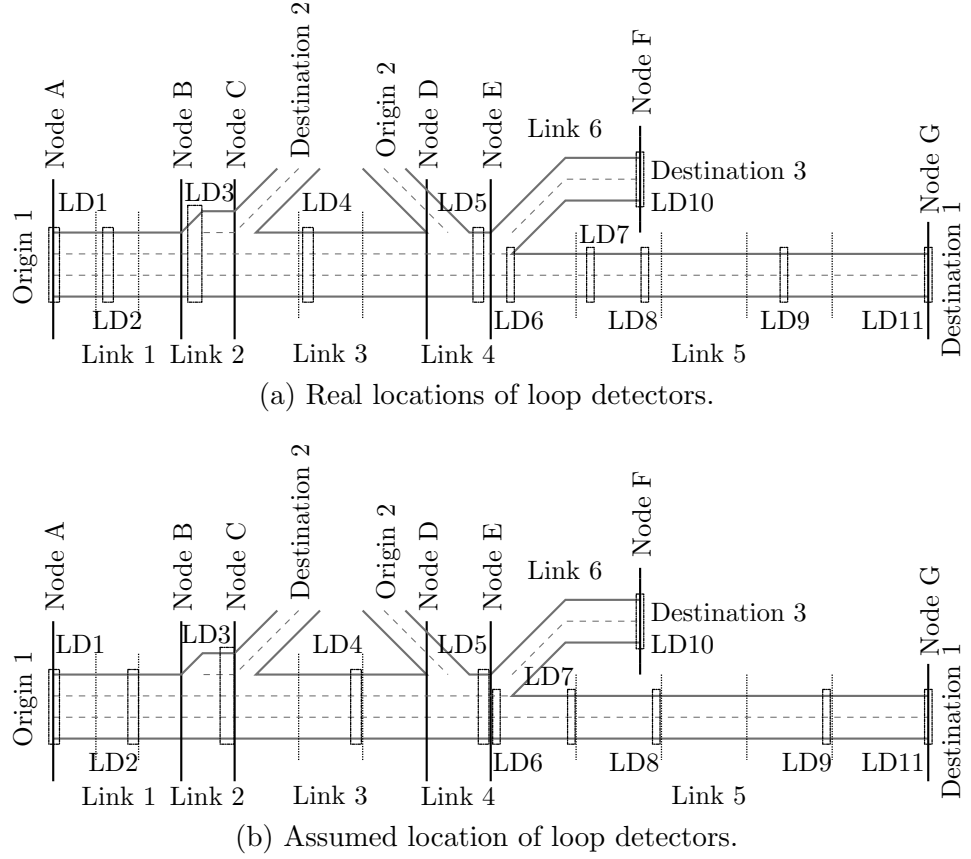 Node A
Node B
Node C
Destination 2
Origin 2
Node D
Node E
Node F
Node G
Link 6
Destination 3
LD1
LD3
LD4
LD5
LD10
LD7
Origin 1
Destination 1
LD2
LD6
LD8
LD9
LD11
Link 1
Link 2
Link 3
Link 4
Link 5
(a) Real locations of loop detectors.
Node A
Node B
Node C
Destination 2
Origin 2
Node D
Node E
Node F
Node G
Link 6
Destination 3
LD1
LD3
LD4
LD5
LD10
LD7
Origin 1
Destination 1
LD2
LD6
LD8
LD9
LD11
Link 1
Link 2
Link 3
Link 4
Link 5
(b) Assumed location of loop detectors.